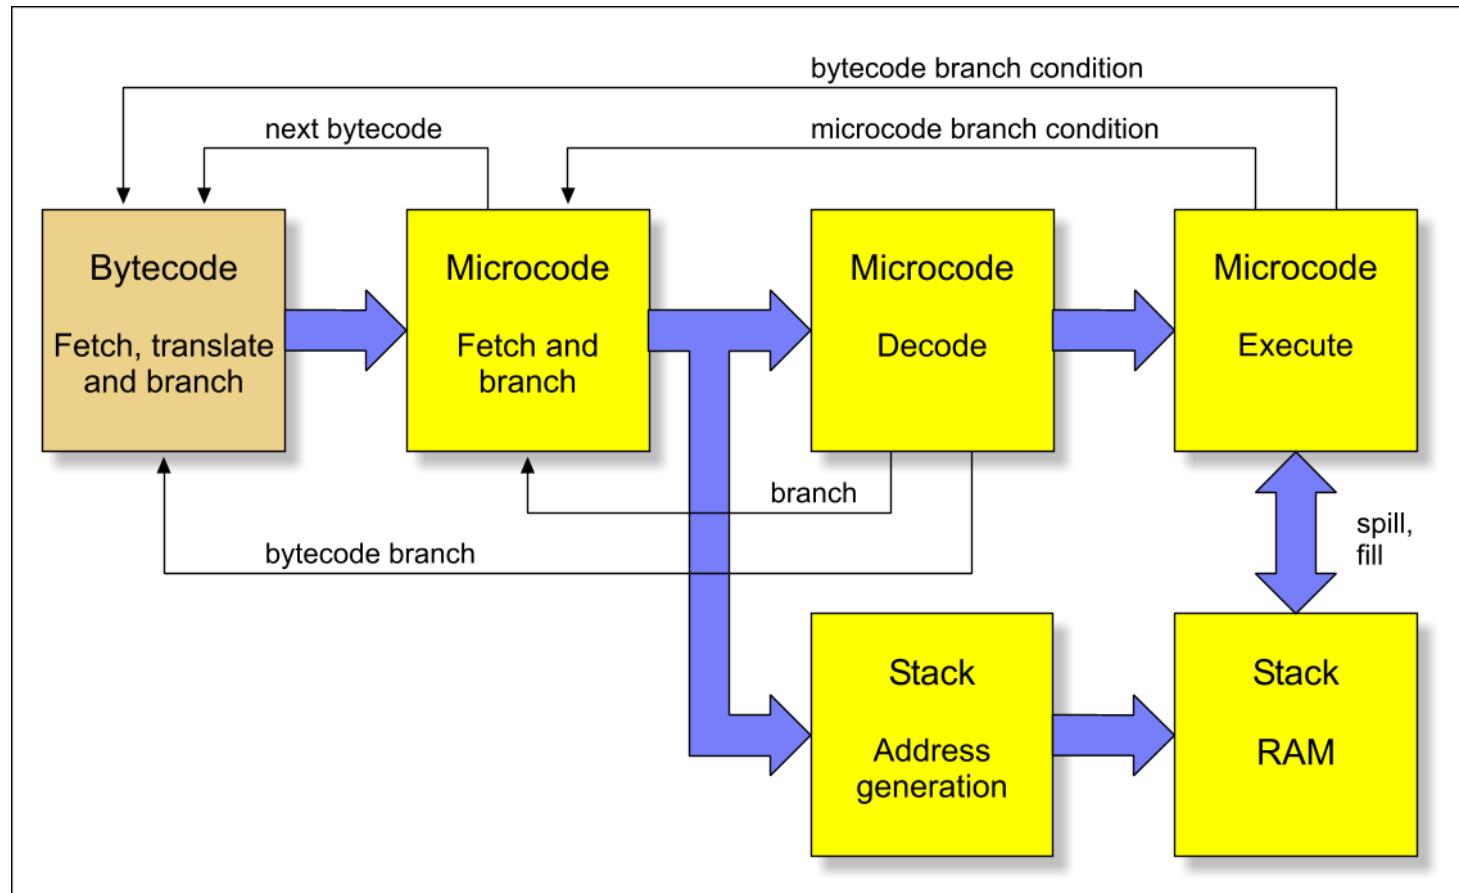 bytecode branch condition
next bytecode
microcode branch condition
Bytecode
Fetch, translate
and branch
Microcode
Fetch and
branch
Microcode
Decode
Microcode
Execute
branch
bytecode branch
spill,
fill
Stack
Address
generation
Stack
RAM